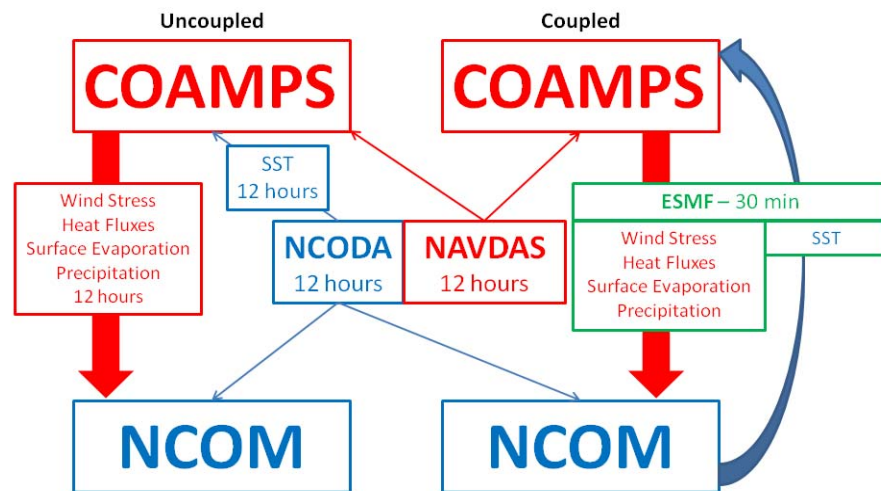 Uncoupled
Coupled
COAMPS
COAMPS
SST
12 hours
Wind Stress
Heat Fluxes
Surface Evaporation
Precipitation
12 hours
NCODA
12 hours
NAVDAS
12 hours
ESMF – 30 min
Wind Stress
Heat Fluxes
Surface Evaporation
Precipitation
SST
NCOM
NCOM